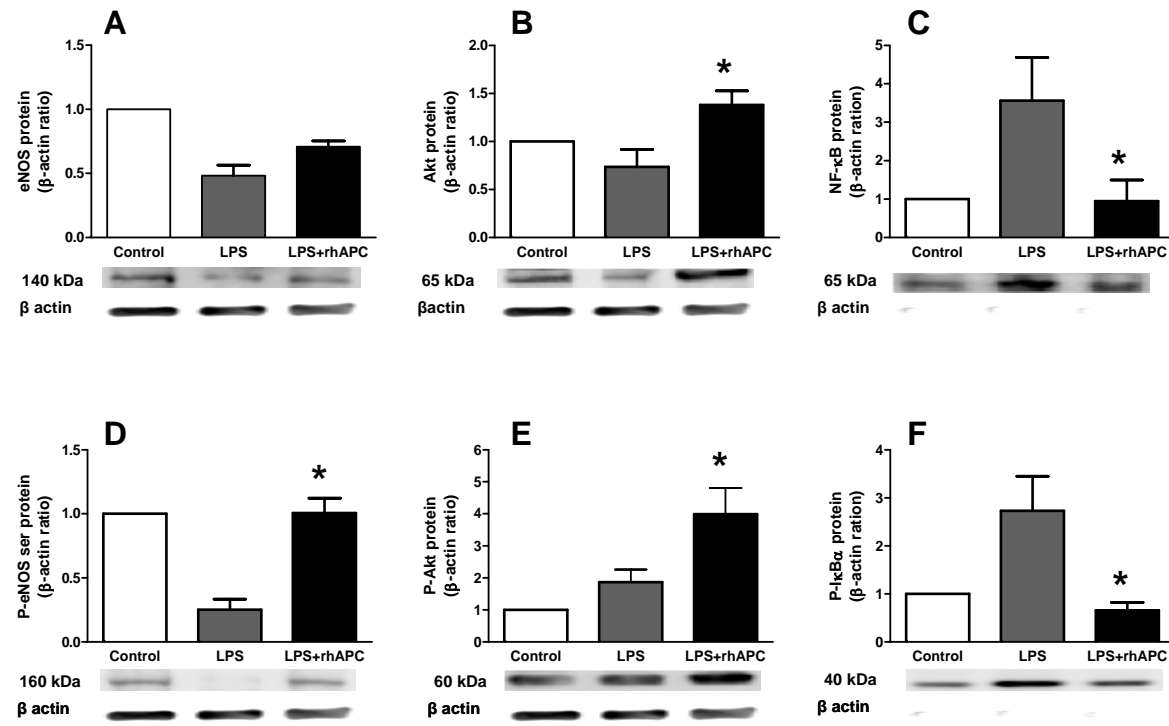 A
eNOS protein
(β-actin ratio)
1.5
1.0
0.5
0.0
Control LPS LPS+rhAPC
140 kDa
β actin
B
Akt protein
(β-actin ratio)
2.0
1.5
1.0
0.5
0.0
*
Control LPS LPS+rhAPC
65 kDa
βactin
C
NF-κB protein
(β-actin ration)
5
4
3
2
1
0
*
Control LPS LPS+rhAPC
65 kDa
β actin
D
P-eNOS ser protein
(β-actin ratio)
1.5
1.0
0.5
0.0
*
Control LPS LPS+rhAPC
160 kDa
β actin
E
P-Akt protein
(β-actin ratio)
6
5
4
2
1
0
*
Control LPS LPS+rhAPC
60 kDa
β actin
F
P-IκBα protein
(β-actin ration)
4
3
2
1
0
*
Control LPS LPS+rhAPC
40 kDa
β actin